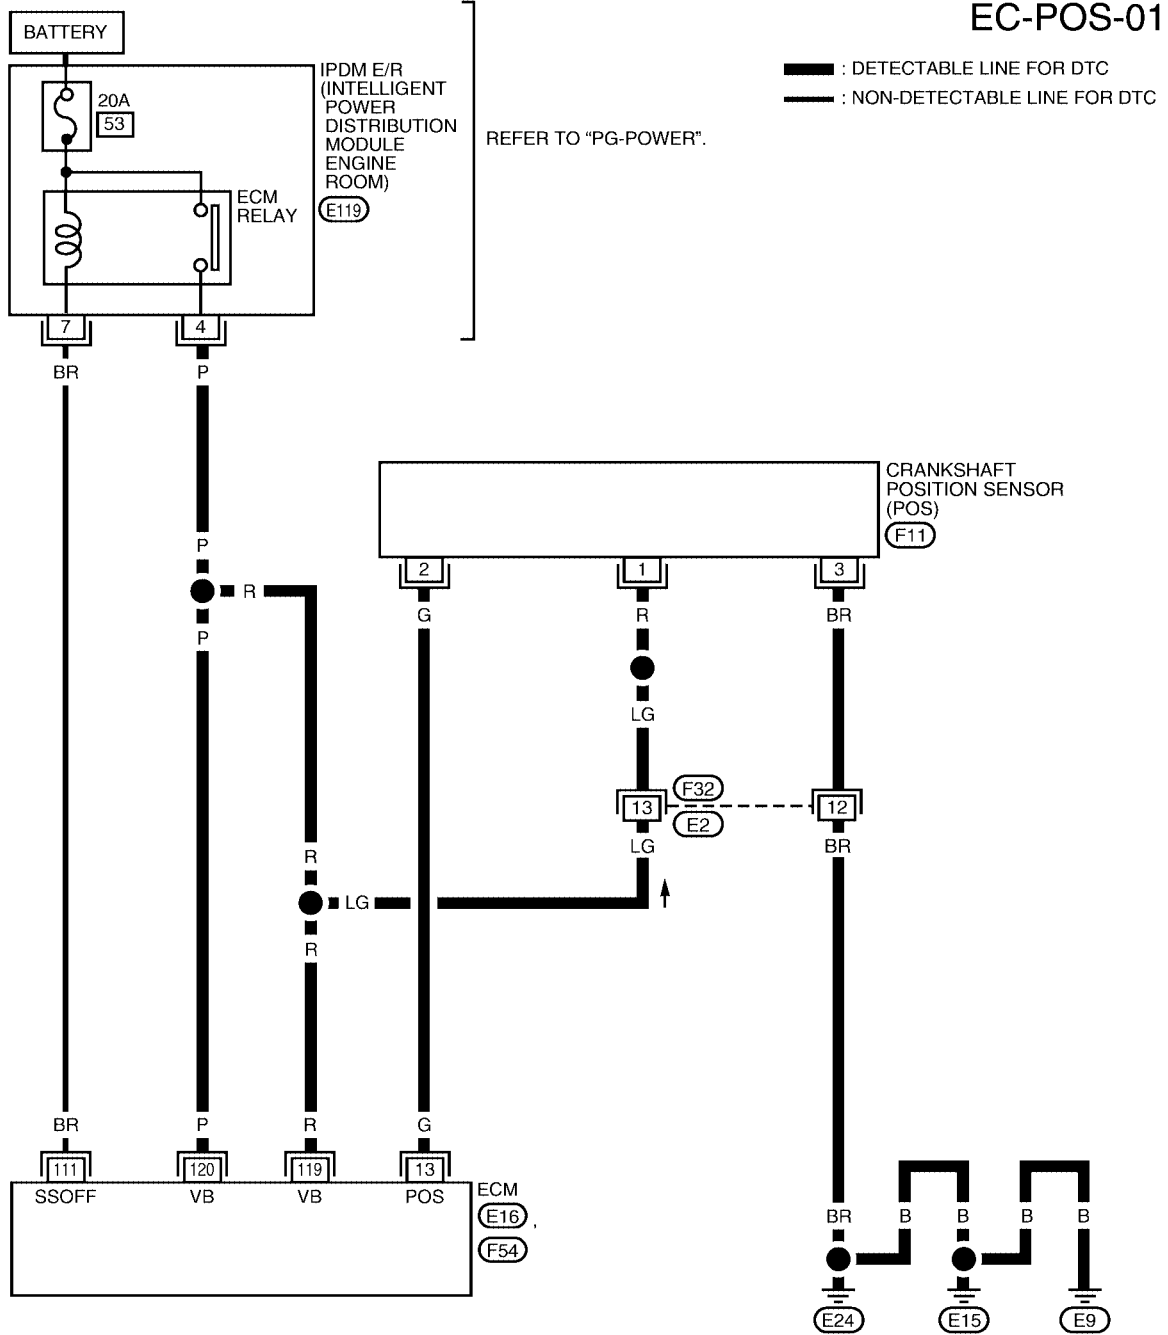 EC-POS-01
BATTERY
: DETECTABLE LINE FOR DTC
: NON-DETECTABLE LINE FOR DTC
20A
53
IPDM E/R
(INTELLIGENT
POWER
DISTRIBUTION
MODULE
ENGINE
ROOM)
E119
REFER TO “PG-POWER”.
ECM
RELAY
7
4
BR
P
CRANKSHAFT
POSITION SENSOR
(POS)
F11
P
R
P
2
1
3
G
R
BR
LG
13
F32
E2
12
LG
BR
R
LG
R
BR
P
R
G
111
120
119
13
SSOFF
VB
VB
POS
ECM
E16 ,
F54
BR
B
B
B
B
E24
E15
E9